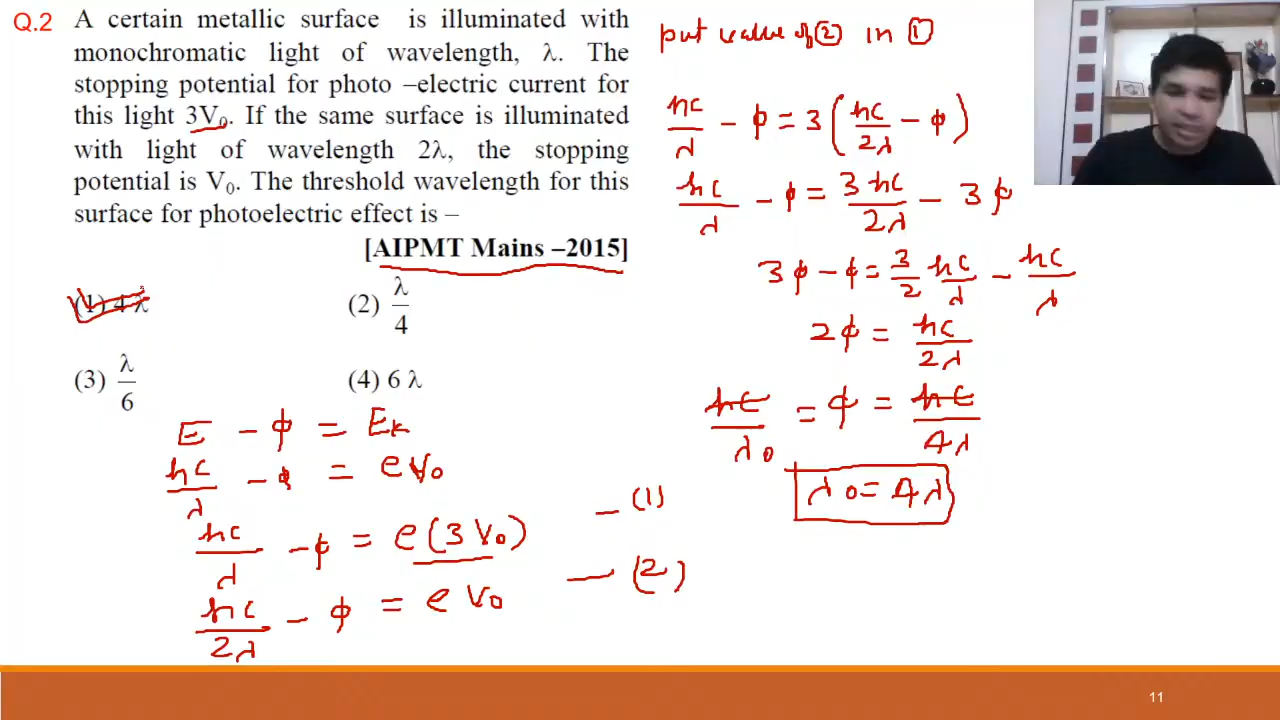 Q.2 A certain metallic surface is illuminated with
monochromatic light of wavelength, λ. The
stopping potential for photo –electric current for
this light 3V₀. If the same surface is illuminated
with light of wavelength 2λ, the stopping
potential is V₀. The threshold wavelength for this
surface for photoelectric effect is –
[AIPMT Mains –2015]
(1) 4 λ (2) λ/4
(3) λ/6 (4) 6 λ
E - φ = Ek
hc/λ - φ = eV₀
hc/λ - φ = e(3V₀) — (1)
hc/2λ - φ = eV₀ — (2)
put value of ② in ①
hc/λ - φ = 3(hc/2λ - φ)
hc/λ - φ = 3hc/2λ - 3φ
3φ - φ = 3/2 hc/λ - hc/λ
2φ = hc/2λ
hc/λ₀ = φ = hc/4λ
λ₀ = 4λ
11